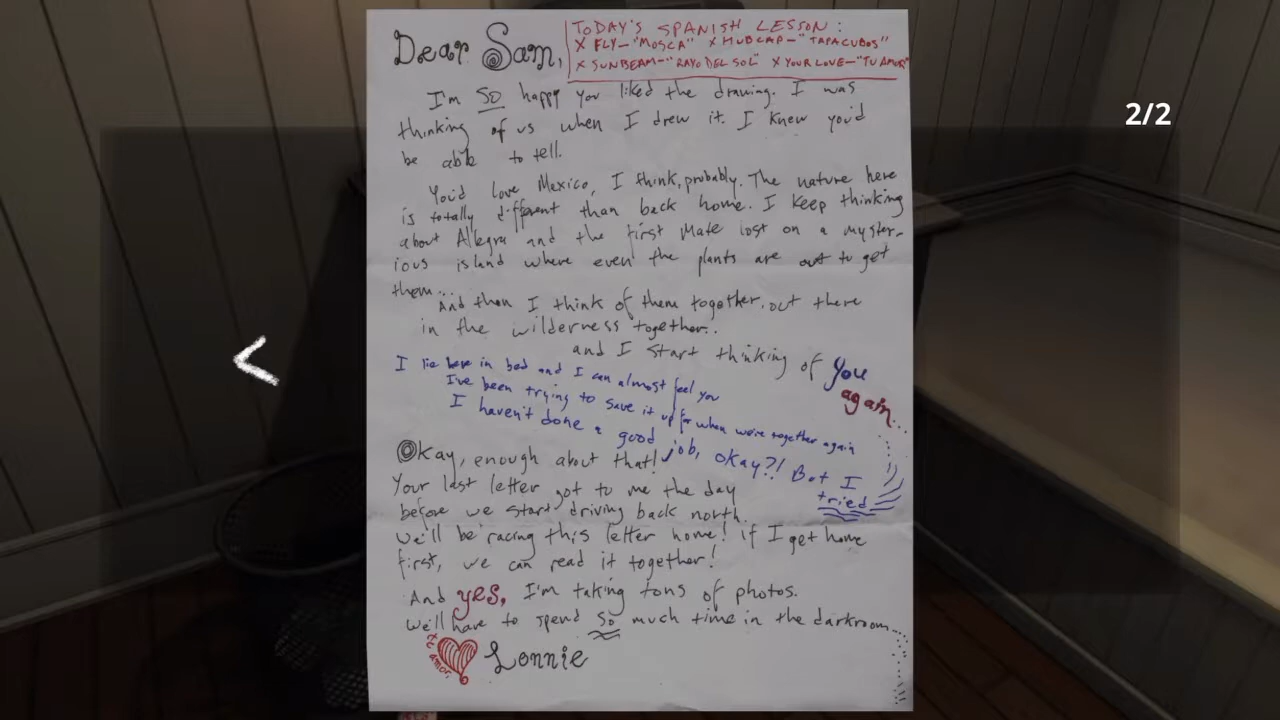 Dear Sam,
TODAY'S SPANISH LESSON:
X FLY—"MOSCA" X HUBCAP—"TAPACUBOS"
X SUNBEAM—"RAYO DEL SOL" X YOUR LOVE—"TU AMOR"
2/2
I'm SO happy you liked the drawing. I was
thinking of us when I drew it. I knew you'd
be able to tell.
You'd love Mexico, I think, probably. The nature here
is totally different than back home. I keep thinking
about Allegra and the First Mate lost on a myster-
ious island where even the plants are out to get
them...
And then I think of them together, out there
in the wilderness together..
and I start thinking of you
again...
I lie here in bed and I can almost feel you
I've been trying to save it up for when we're together again
I haven't done a good job, okay?! But I
tried
Okay, enough about that!
Your last letter got to me the day
before we start driving back north.
We'll be racing this letter home! if I get home
first, we can read it together!
And yes, I'm taking tons of photos.
We'll have to spend so much time in the darkroom...
Lonnie